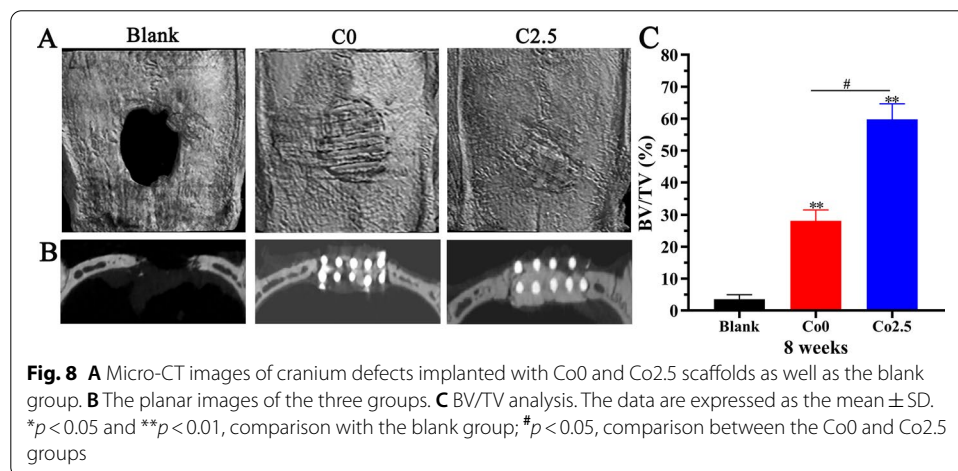 A Blank C0 C2.5 C
B
BV/TV (%)
80
70
60
50
40
30
20
10
0
#
**
**
Blank Co0 Co2.5
8 weeks
Fig. 8 A Micro-CT images of cranium defects implanted with Co0 and Co2.5 scaffolds as well as the blank
group. B The planar images of the three groups. C BV/TV analysis. The data are expressed as the mean ± SD.
*p < 0.05 and **p < 0.01, comparison with the blank group; #p < 0.05, comparison between the Co0 and Co2.5
groups